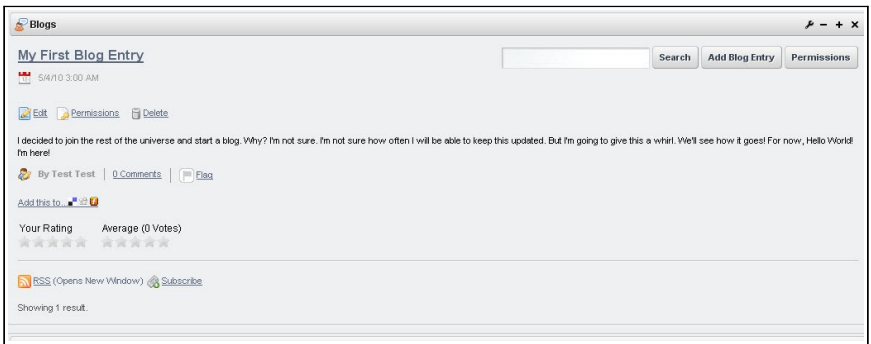 Blogs
My First Blog Entry
Search Add Blog Entry Permissions
5/4/10 3:00 AM
Edit Permissions Delete
I decided to join the rest of the universe and start a blog. Why? I'm not sure. I'm not sure how often I will be able to keep this updated. But I'm going to give this a whirl. We'll see how it goes! For now, Hello World!
I'm here!
By Test Test | 0 Comments | Flag
Add this to...
Your Rating Average (0 Votes)
RSS (Opens New Window) Subscribe
Showing 1 result.